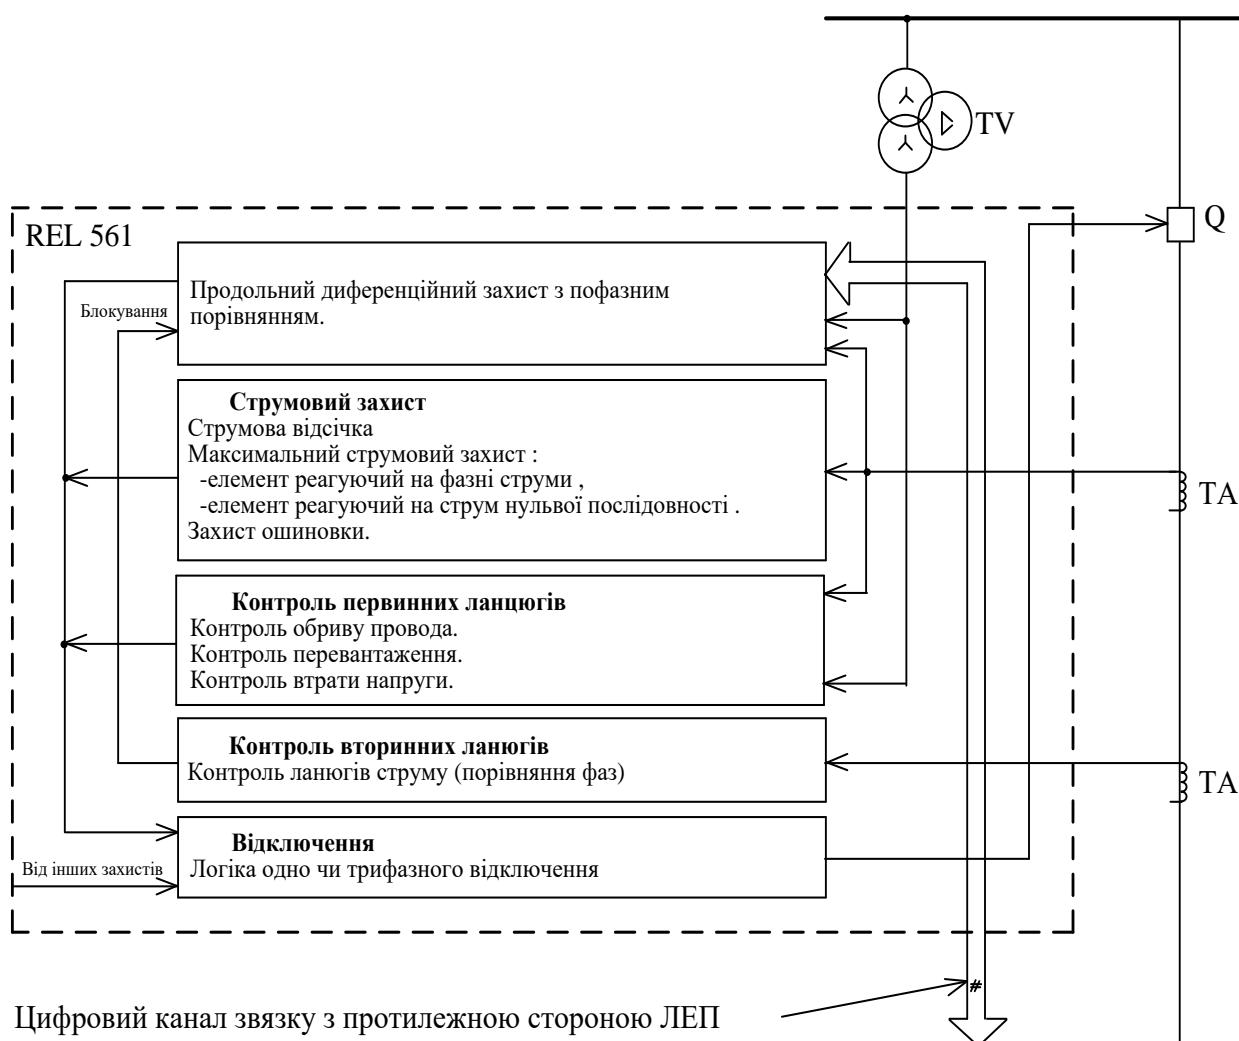 TV
REL 561
Q
Продольний диференційний захист з пофазним
порівнянням.
Блокування
Струмовий захист
Струмова відсічка
Максимальний струмовий захист :
-елемент реагуючий на фазні струми ,
-елемент реагуючий на струм нульвої послідовності .
Захист ошиновки.
TA
Контроль первинних ланцюгів
Контроль обриву провода.
Контроль перевантаження.
Контроль втрати напруги.
Контроль вторинних ланюгів
Контроль ланюгів струму (порівняння фаз)
TA
Відключення
Логіка одно чи трифазного відключення
Від інших захистів
#
Цифровий канал звязку з протилежною стороною ЛЕП